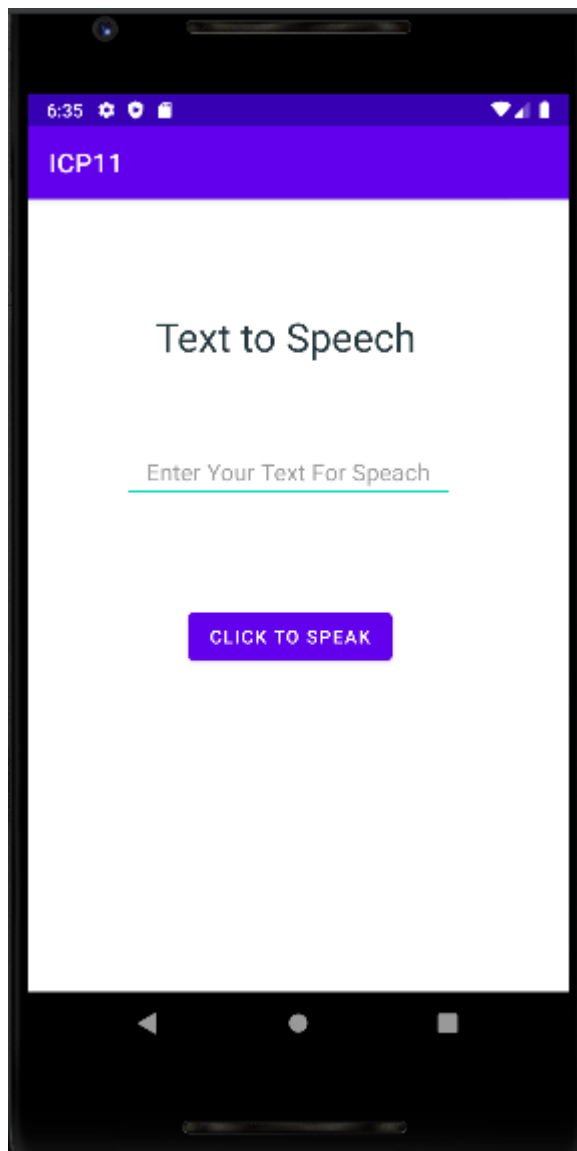 6:35
ICP11
Text to Speech
Enter Your Text For Speach
CLICK TO SPEAK